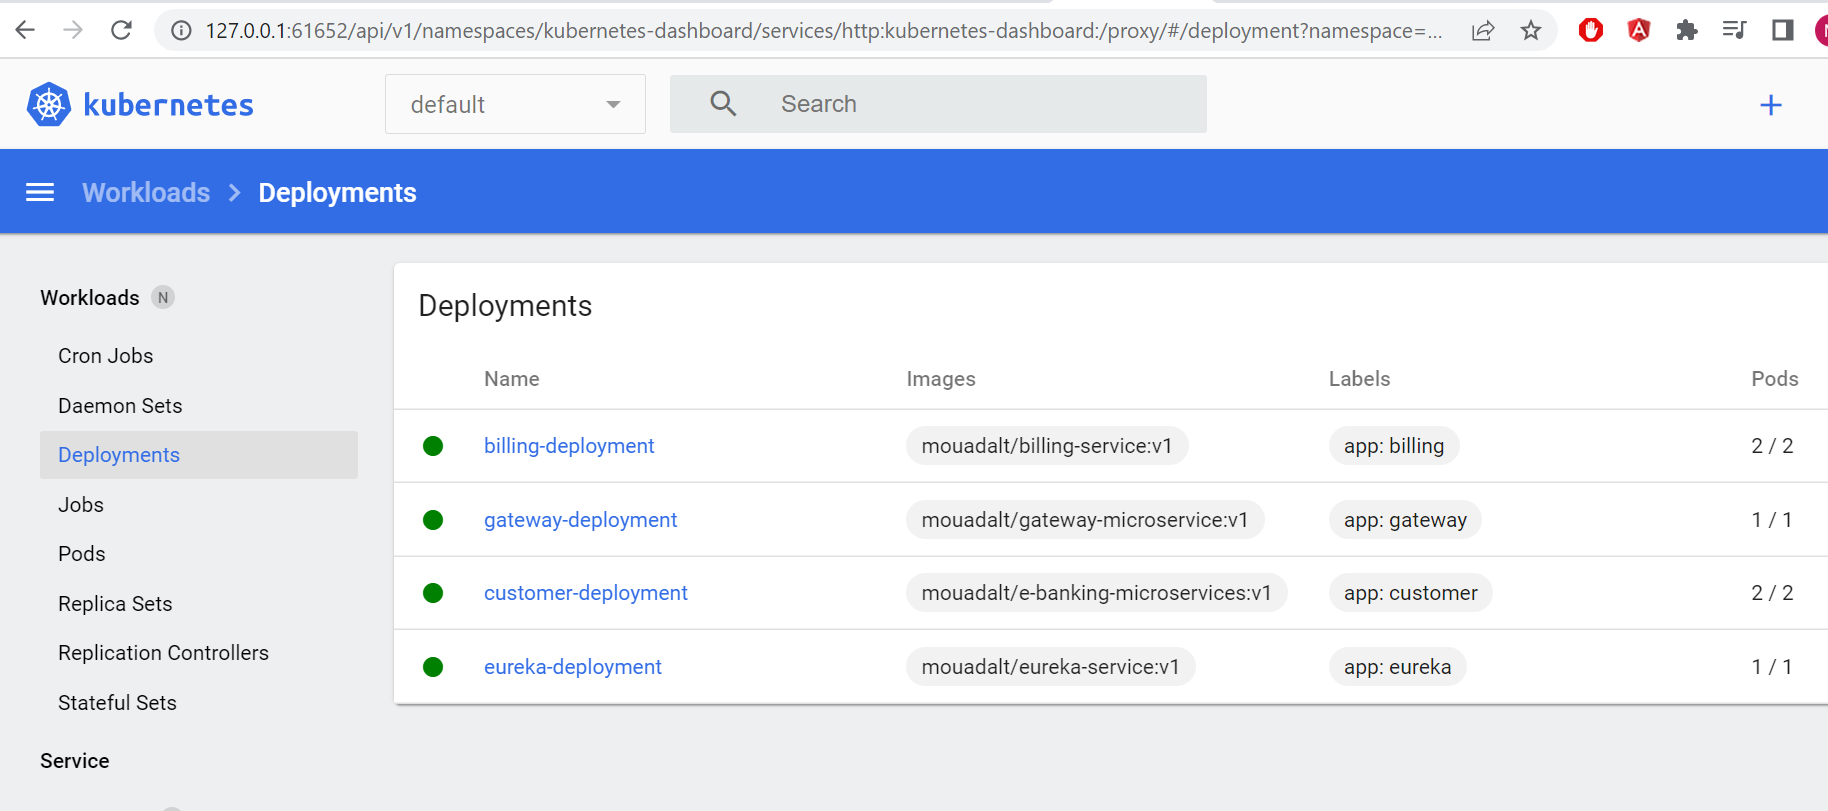 127.0.0.1:61652/api/v1/namespaces/kubernetes-dashboard/services/http:kubernetes-dashboard:/proxy/#/deployment?namespace=...
kubernetes
default
Search
Workloads > Deployments
Workloads N
Cron Jobs
Daemon Sets
Deployments
Jobs
Pods
Replica Sets
Replication Controllers
Stateful Sets
Service
Deployments
Name Images Labels Pods
billing-deployment mouadalt/billing-service:v1 app: billing 2 / 2
gateway-deployment mouadalt/gateway-microservice:v1 app: gateway 1 / 1
customer-deployment mouadalt/e-banking-microservices:v1 app: customer 2 / 2
eureka-deployment mouadalt/eureka-service:v1 app: eureka 1 / 1